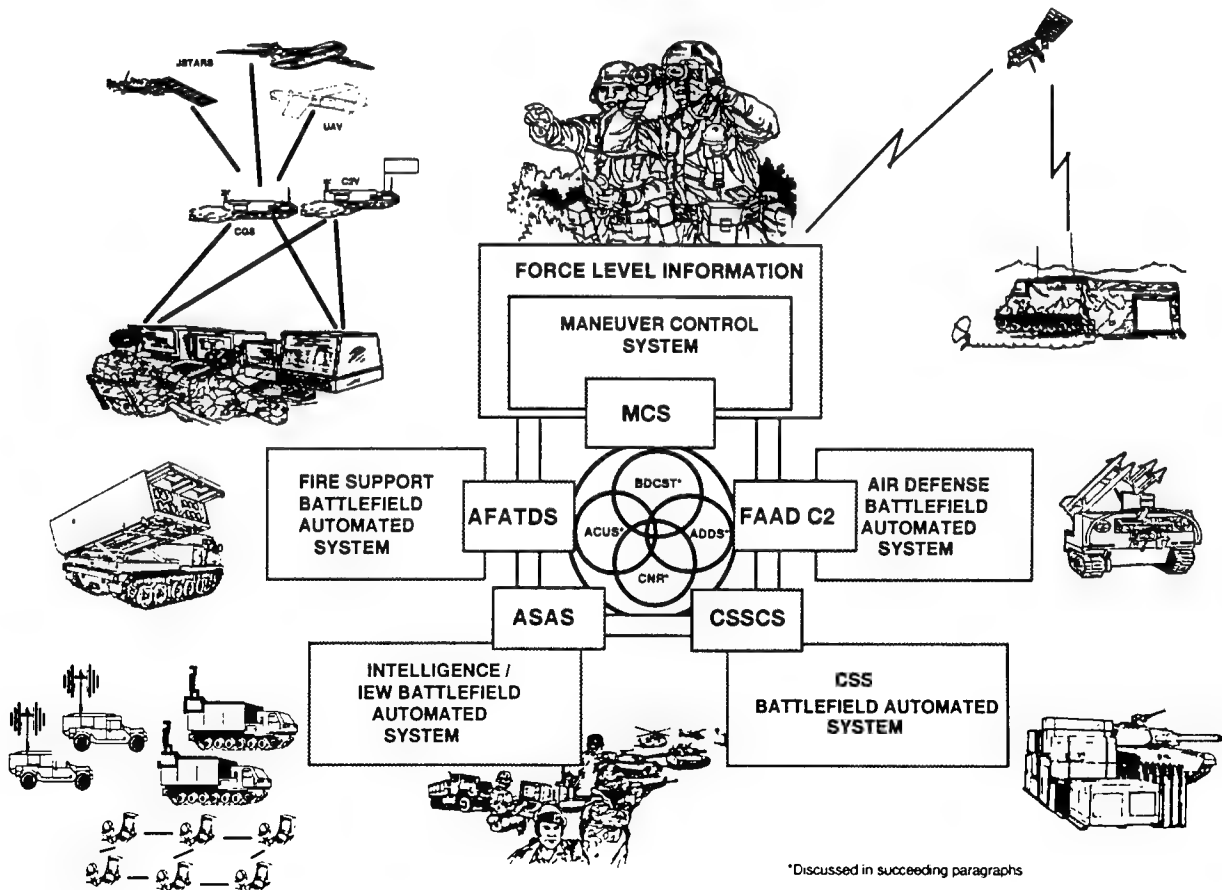 JSTARS
UAV
C2V
CGS
FORCE LEVEL INFORMATION
MANEUVER CONTROL
SYSTEM
MCS
FIRE SUPPORT
BATTLEFIELD
AUTOMATED
SYSTEM
AFATDS
BDCST*
ACUS*
ADDS*
CNR*
FAAD C2
AIR DEFENSE
BATTLEFIELD
AUTOMATED
SYSTEM
ASAS
CSSCS
INTELLIGENCE /
IEW BATTLEFIELD
AUTOMATED
SYSTEM
CSS
BATTLEFIELD AUTOMATED
SYSTEM
*Discussed in succeeding paragraphs